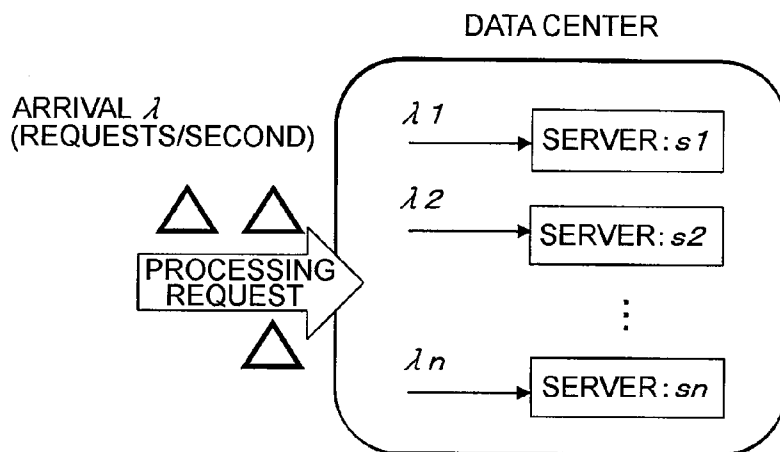 DATA CENTER
ARRIVAL λ
(REQUESTS/SECOND)
λ1
SERVER: s1
λ2
SERVER: s2
PROCESSING
REQUEST
⋮
λn
SERVER: sn